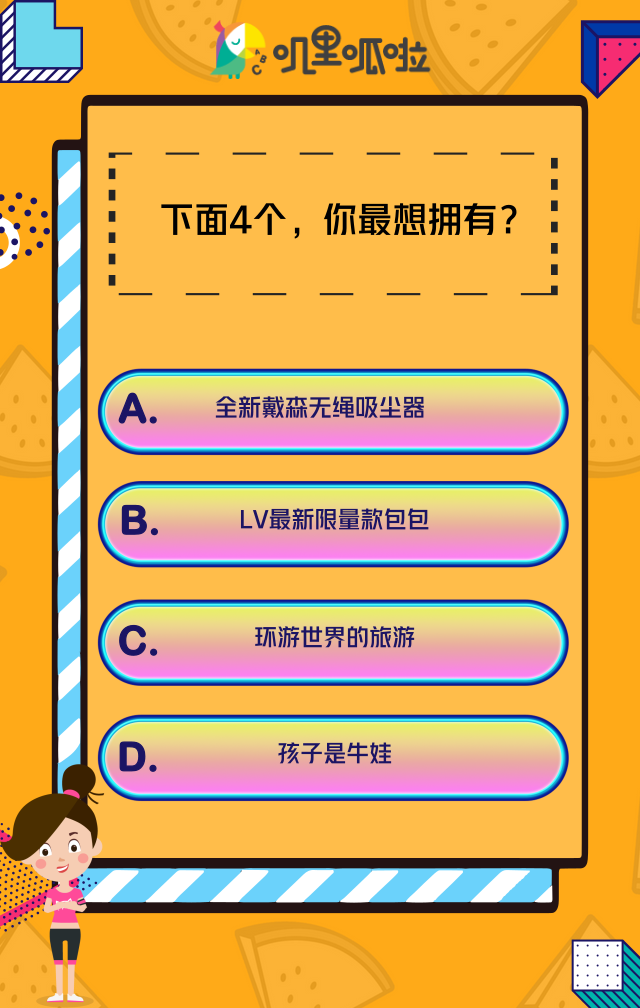 ABC
叽里呱啦
下面4个，你最想拥有？
A.
全新戴森无绳吸尘器
B.
LV最新限量款包包
C.
环游世界的旅游
D.
孩子是牛娃